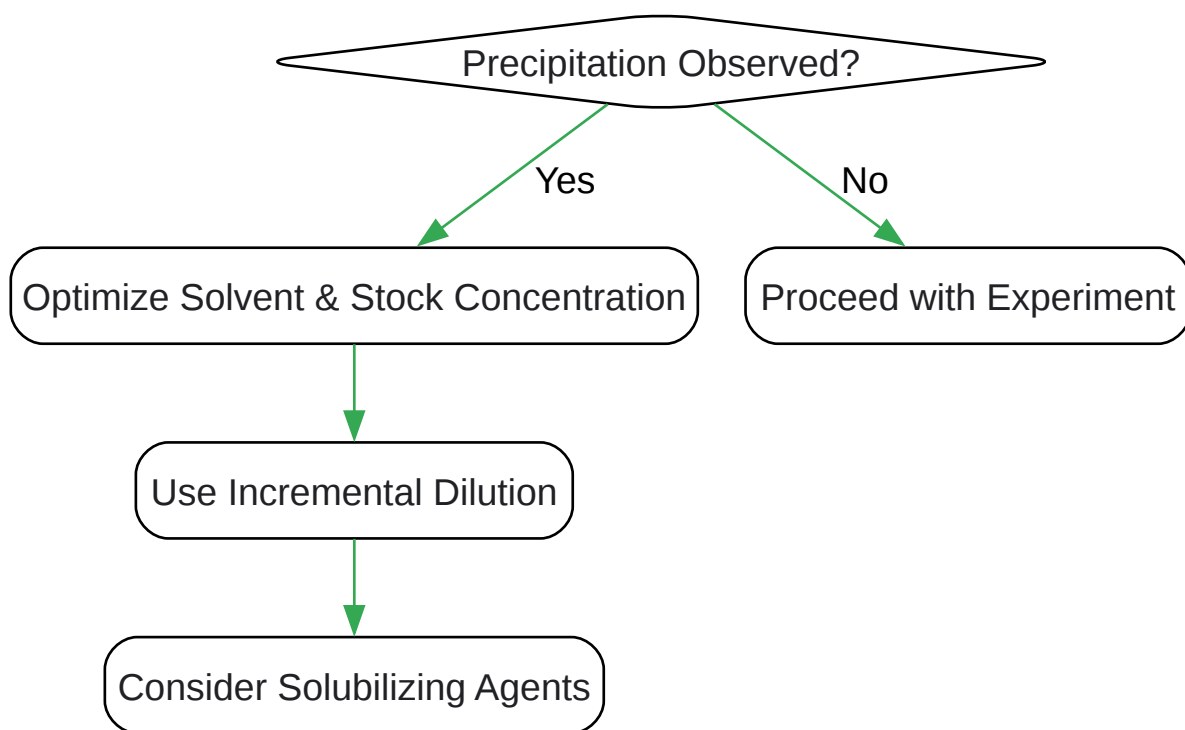 Precipitation Observed?
Yes
No
Optimize Solvent & Stock Concentration
Proceed with Experiment
Use Incremental Dilution
Consider Solubilizing Agents